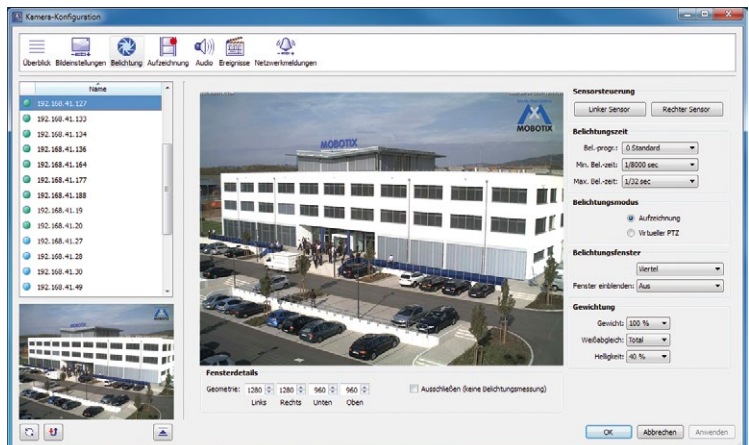 Kamera-Konfiguration
Überblick Bildeinstellungen Belichtung Aufzeichnung Audio Ereignisse Netzwerkmeldungen
Name
192.168.41.127
192.168.41.133
192.168.41.134
192.168.41.136
192.168.41.164
192.168.41.177
192.168.41.188
192.168.41.19
192.168.41.20
192.168.41.27
192.168.41.28
192.168.41.30
192.168.41.49
MOBOTIX
MOBOTIX
Fensterdetails
Geometrie: 1280 1280 960 960
Links Rechts Unten Oben
Ausschließen (keine Belichtungsmessung)
Sensorsteuerung
Linker Sensor Rechter Sensor
Belichtungszeit
Bel.-progr.: 0 Standard
Min. Bel.-zeit: 1/8000 sec
Max. Bel.-zeit: 1/32 sec
Belichtungsmodus
Aufzeichnung
Virtueller PTZ
Belichtungsfenster
Viertel
Fenster einblenden: Aus
Gewichtung
Gewicht: 100 %
Weißabgleich: Total
Helligkeit: 40 %
OK Abbrechen Anwenden